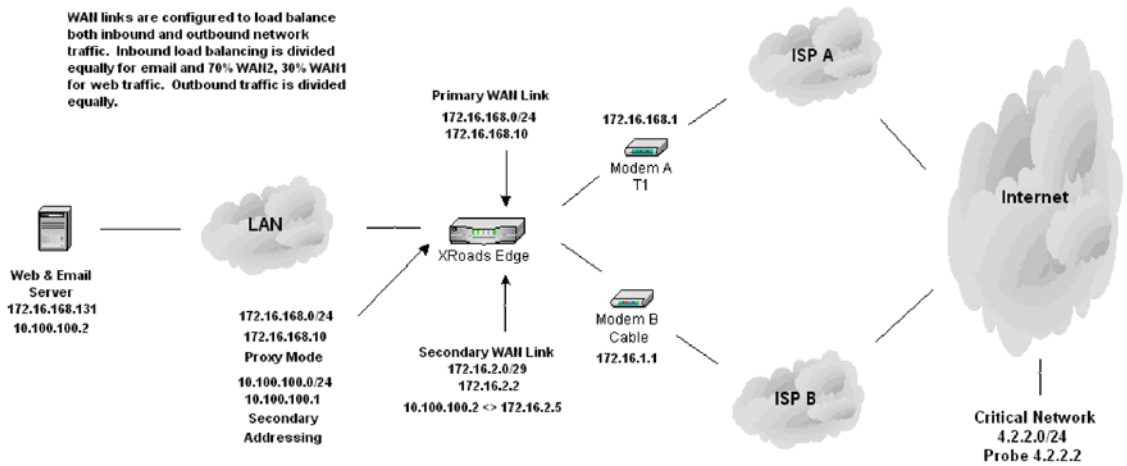 WAN links are configured to load balance
both inbound and outbound network
traffic. Inbound load balancing is divided
equally for email and 70% WAN2, 30% WAN1
for web traffic. Outbound traffic is divided
equally.
Primary WAN Link
172.16.168.0/24
172.16.168.10
172.16.168.1
Modem A
T1
ISP A
Internet
LAN
XRoads Edge
Web & Email
Server
172.16.168.131
10.100.100.2
172.16.168.0/24
172.16.168.10
Proxy Mode
10.100.100.0/24
10.100.100.1
Secondary
Addressing
Secondary WAN Link
172.16.2.0/29
172.16.2.2
10.100.100.2 <> 172.16.2.5
Modem B
Cable
172.16.1.1
ISP B
Critical Network
4.2.2.0/24
Probe 4.2.2.2